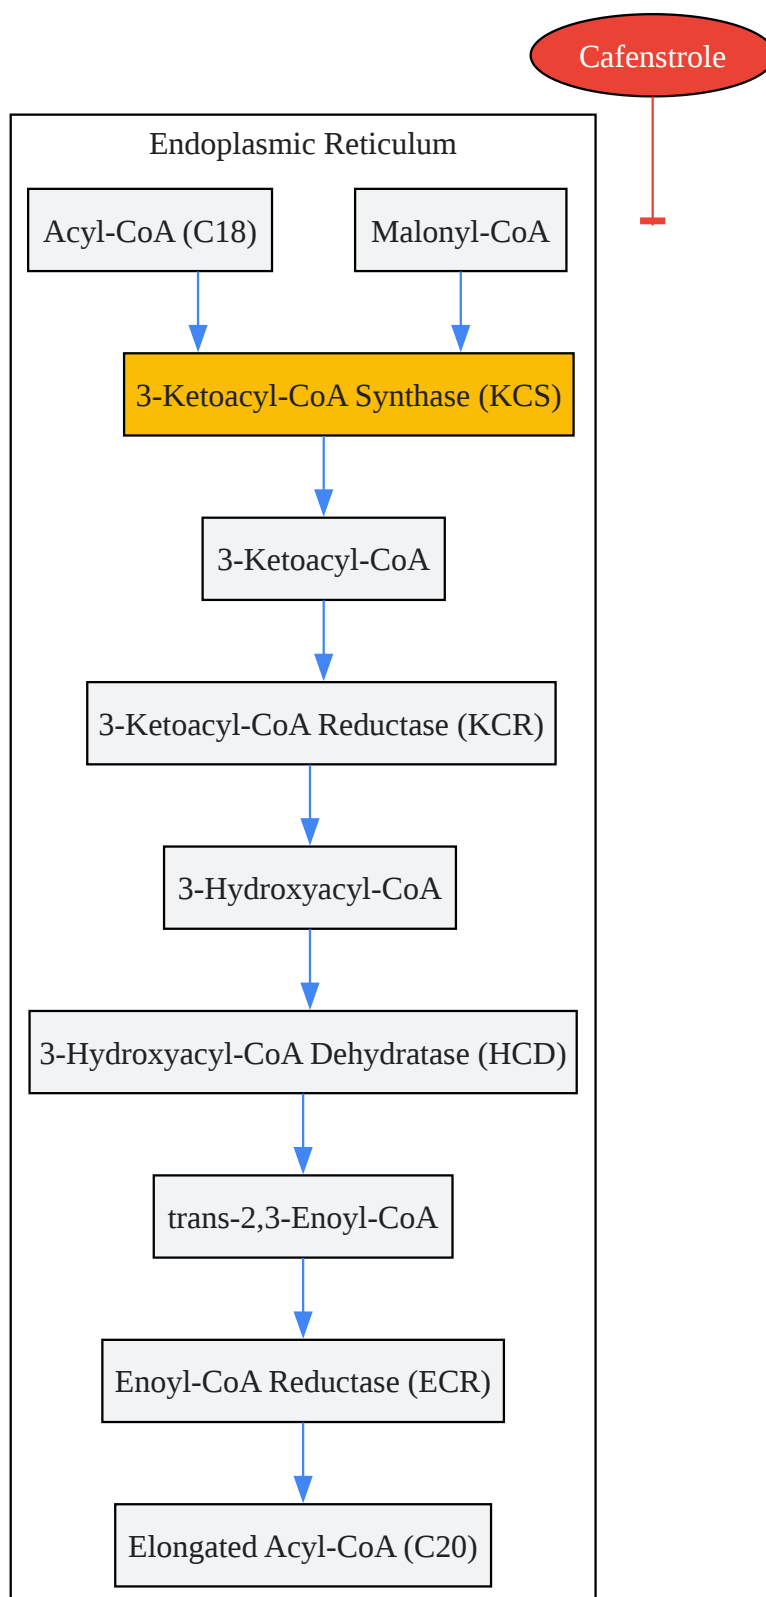 Cafenstrole
Endoplasmic Reticulum
Acyl-CoA (C18)
Malonyl-CoA
3-Ketoacyl-CoA Synthase (KCS)
3-Ketoacyl-CoA
3-Ketoacyl-CoA Reductase (KCR)
3-Hydroxyacyl-CoA
3-Hydroxyacyl-CoA Dehydratase (HCD)
trans-2,3-Enoyl-CoA
Enoyl-CoA Reductase (ECR)
Elongated Acyl-CoA (C20)